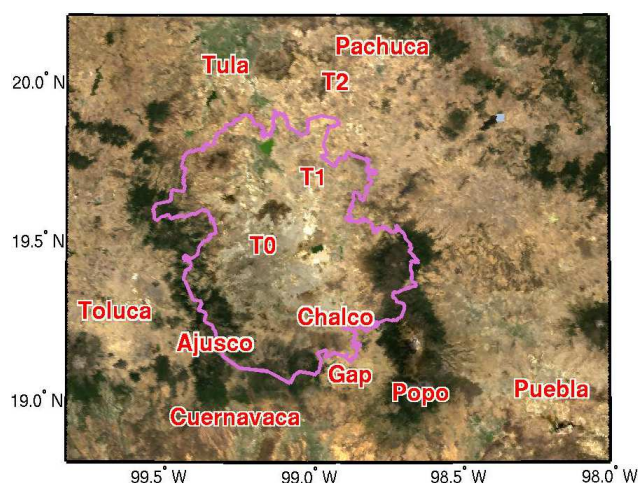 Pachuca
20.0° N
Tula
T2
T1
19.5° N
T0
Toluca
Chalco
Ajusco
Gap
19.0° N
Popo
Puebla
Cuernavaca
99.5° W
99.0° W
98.5° W
98.0° W